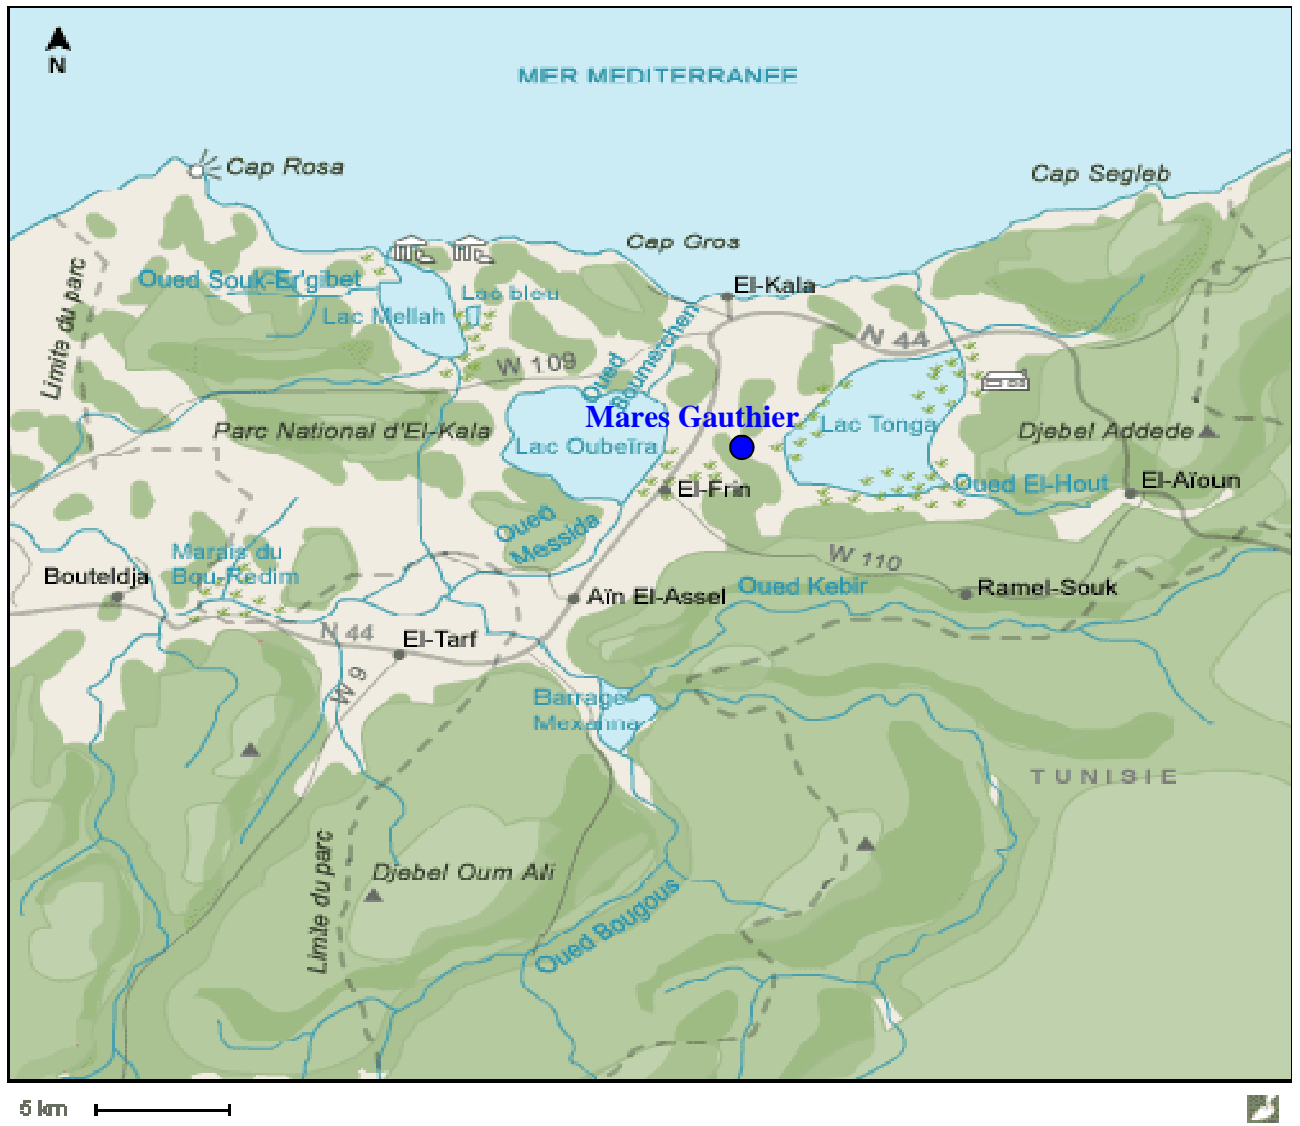 N
MER MEDITERRANEE
Cap Rosa
Cap Segleb
Cap Gros
Limite du parc
Oued Souk-Er'gibet
El-Kala
Lac bleu
Lac Mellah
Oued
Boumerchen
N 44
W 109
Mares Gauthier
Parc National d'El-Kala
Lac Oubeïra
Lac Tonga
Djebel Addede
El-Frin
Oued El-Hout
El-Aïoun
Oued
Messida
Marais du
Bou-Redim
Bouteldja
W 110
Aïn El-Assel
Oued Kebir
Ramel-Souk
N 44
El-Tarf
W 9
Barrage
Mexanna
TUNISIE
Limite du parc
Djebel Oum Ali
Oued Bougous
5 km